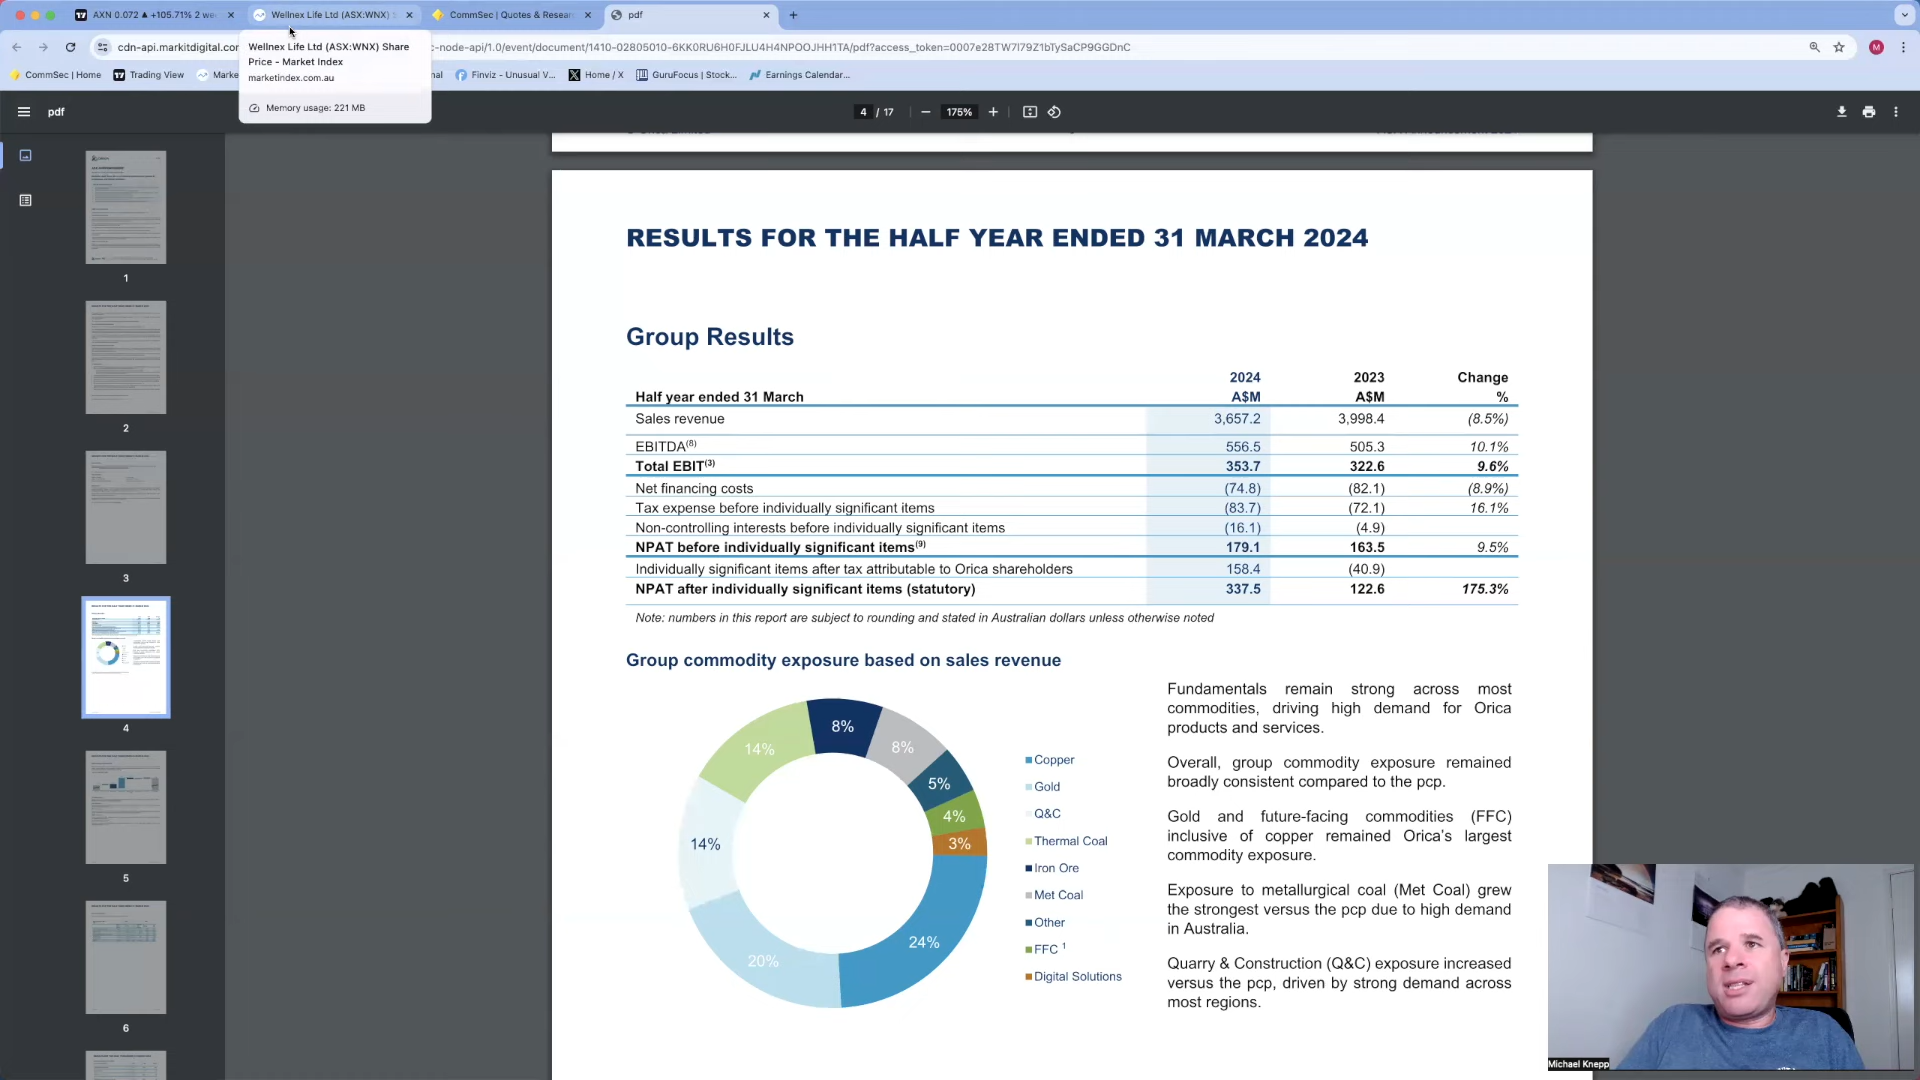 AXN 0.072 ▲ +105.71% 2 we
Wellnex Life Ltd (ASX:WNX) S
CommSec | Quotes & Resear
pdf
cdn-api.markitdigital.com
c-node-api/1.0/event/document/1410-02805010-6KK0RU6H0FJLU4H4NPOOJHH1TA/pdf?access_token=0007e28TW7l79Z1bTySaCP9GGDnC
Wellnex Life Ltd (ASX:WNX) Share
Price - Market Index
marketindex.com.au
Memory usage: 221 MB
CommSec | Home
Trading View
Marke
nal
Finviz - Unusual V...
Home / X
GuruFocus | Stock...
Earnings Calendar...
M
pdf
4 / 17
175%
1
2
3
4
5
6
RESULTS FOR THE HALF YEAR ENDED 31 MARCH 2024
Group Results
2024 2023 Change
Half year ended 31 March A$M A$M %
Sales revenue 3,657.2 3,998.4 (8.5%)
EBITDA(8) 556.5 505.3 10.1%
Total EBIT(3) 353.7 322.6 9.6%
Net financing costs (74.8) (82.1) (8.9%)
Tax expense before individually significant items (83.7) (72.1) 16.1%
Non-controlling interests before individually significant items (16.1) (4.9)
NPAT before individually significant items(9) 179.1 163.5 9.5%
Individually significant items after tax attributable to Orica shareholders 158.4 (40.9)
NPAT after individually significant items (statutory) 337.5 122.6 175.3%
Note: numbers in this report are subject to rounding and stated in Australian dollars unless otherwise noted
Group commodity exposure based on sales revenue
8%
8%
14%
5%
4%
3%
14%
24%
20%
Copper
Gold
Q&C
Thermal Coal
Iron Ore
Met Coal
Other
FFC 1
Digital Solutions
Fundamentals remain strong across most
commodities, driving high demand for Orica
products and services.
Overall, group commodity exposure remained
broadly consistent compared to the pcp.
Gold and future-facing commodities (FFC)
inclusive of copper remained Orica's largest
commodity exposure.
Exposure to metallurgical coal (Met Coal) grew
the strongest versus the pcp due to high demand
in Australia.
Quarry & Construction (Q&C) exposure increased
versus the pcp, driven by strong demand across
most regions.
Michael Knepp